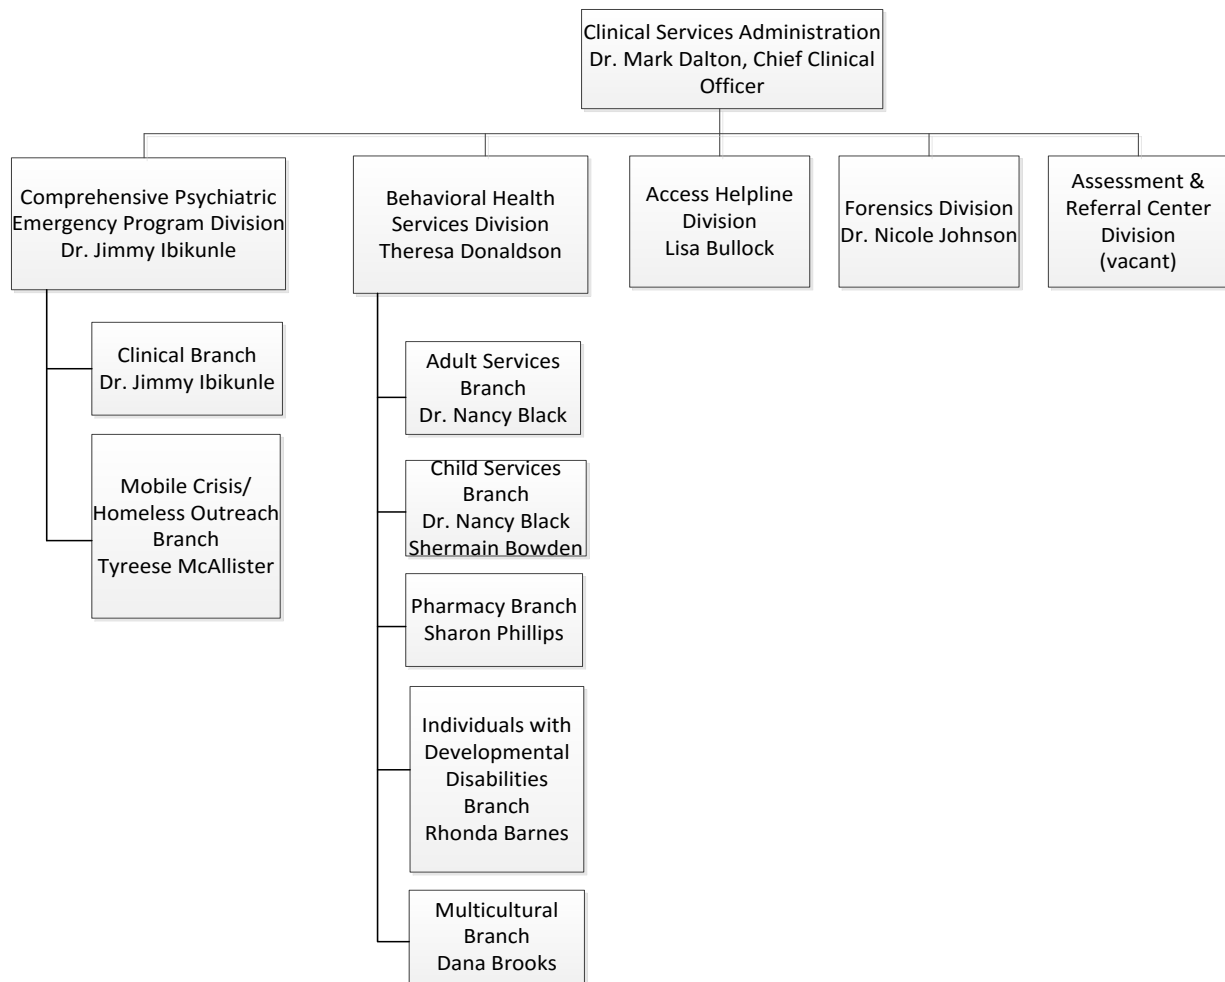 Clinical Services Administration
Dr. Mark Dalton, Chief Clinical
Officer
Comprehensive Psychiatric
Emergency Program Division
Dr. Jimmy Ibikunle
Behavioral Health
Services Division
Theresa Donaldson
Access Helpline
Division
Lisa Bullock
Forensics Division
Dr. Nicole Johnson
Assessment &
Referral Center
Division
(vacant)
Clinical Branch
Dr. Jimmy Ibikunle
Mobile Crisis/
Homeless Outreach
Branch
Tyreese McAllister
Adult Services
Branch
Dr. Nancy Black
Child Services
Branch
Dr. Nancy Black
Shermain Bowden
Pharmacy Branch
Sharon Phillips
Individuals with
Developmental
Disabilities
Branch
Rhonda Barnes
Multicultural
Branch
Dana Brooks